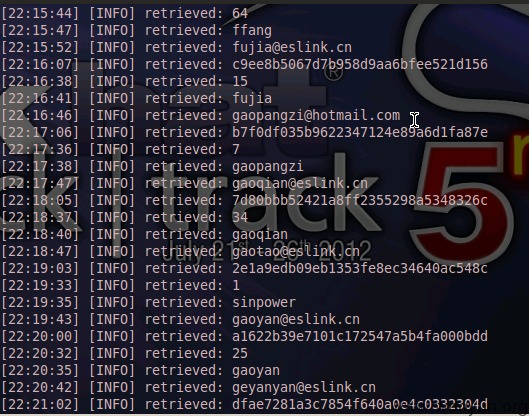 [22:15:44] [INFO] retrieved: 64
[22:15:47] [INFO] retrieved: ffang
[22:15:52] [INFO] retrieved: fujia@eslink.cn
[22:16:07] [INFO] retrieved: c9ee8b5067d7b958d9aa6bfee521d156
[22:16:38] [INFO] retrieved: 15
[22:16:41] [INFO] retrieved: fujia
[22:16:46] [INFO] retrieved: gaopangzi@hotmail.com
[22:17:06] [INFO] retrieved: b7f0df035b9622347124e89a6d1fa87e
[22:17:36] [INFO] retrieved: 7
[22:17:38] [INFO] retrieved: gaopangzi
[22:17:47] [INFO] retrieved: gaoqian@eslink.cn
[22:18:05] [INFO] retrieved: 7d80bbb52421a8ff2355298a5348326c
[22:18:37] [INFO] retrieved: 34
[22:18:40] [INFO] retrieved: gaoqian
[22:18:47] [INFO] retrieved: gaotao@eslink.cn
[22:19:03] [INFO] retrieved: 2e1a9edb09eb1353fe8ec34640ac548c
[22:19:33] [INFO] retrieved: 1
[22:19:35] [INFO] retrieved: sinpower
[22:19:43] [INFO] retrieved: gaoyan@eslink.cn
[22:20:00] [INFO] retrieved: a1622b39e7101c172547a5b4fa000bdd
[22:20:32] [INFO] retrieved: 25
[22:20:35] [INFO] retrieved: gaoyan
[22:20:42] [INFO] retrieved: geyanyan@eslink.cn
[22:21:02] [INFO] retrieved: dfae7281a3c7854f640a0e4c0332304d
hat®
k|track 5
July 21st - 26th 2012